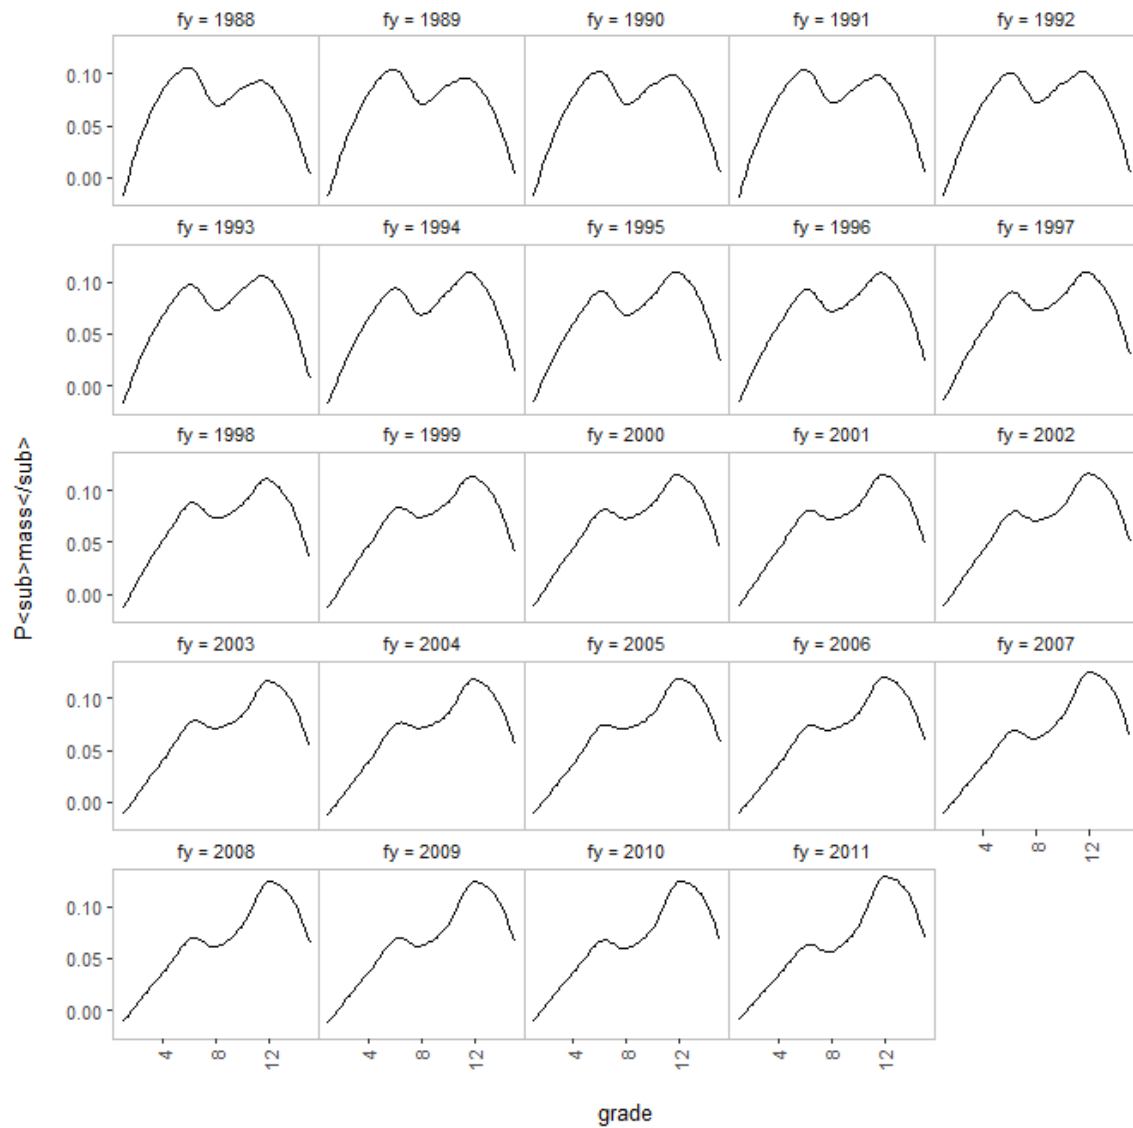 fy = 1988 fy = 1989 fy = 1990 fy = 1991 fy = 1992
0.10
0.05
0.00
fy = 1993 fy = 1994 fy = 1995 fy = 1996 fy = 1997
0.10
0.05
0.00
fy = 1998 fy = 1999 fy = 2000 fy = 2001 fy = 2002
0.10
0.05
0.00
fy = 2003 fy = 2004 fy = 2005 fy = 2006 fy = 2007
0.10
0.05
0.00
4 8 12
fy = 2008 fy = 2009 fy = 2010 fy = 2011
0.10
0.05
0.00
4 8 12 4 8 12 4 8 12 4 8 12
P<sub>mass</sub>
grade